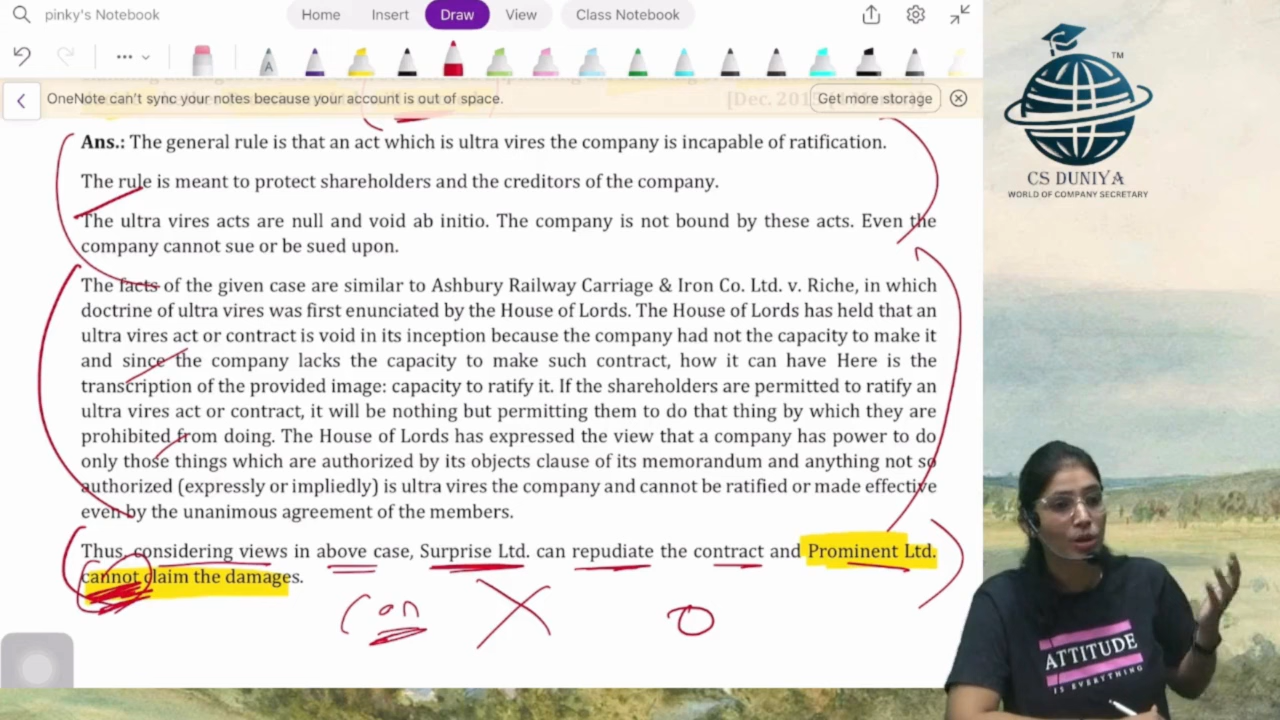 pinky's Notebook
Home Insert Draw View Class Notebook
OneNote can't sync your notes because your account is out of space.
Get more storage
Ans.: The general rule is that an act which is ultra vires the company is incapable of ratification.
The rule is meant to protect shareholders and the creditors of the company.
The ultra vires acts are null and void ab initio. The company is not bound by these acts. Even the
company cannot sue or be sued upon.
The facts of the given case are similar to Ashbury Railway Carriage & Iron Co. Ltd. v. Riche, in which
doctrine of ultra vires was first enunciated by the House of Lords. The House of Lords has held that an
ultra vires act or contract is void in its inception because the company had not the capacity to make it
and since the company lacks the capacity to make such contract, how it can have Here is the
transcription of the provided image: capacity to ratify it. If the shareholders are permitted to ratify an
ultra vires act or contract, it will be nothing but permitting them to do that thing by which they are
prohibited from doing. The House of Lords has expressed the view that a company has power to do
only those things which are authorized by its objects clause of its memorandum and anything not so
authorized (expressly or impliedly) is ultra vires the company and cannot be ratified or made effective
even by the unanimous agreement of the members.
Thus, considering views in above case, Surprise Ltd. can repudiate the contract and Prominent Ltd.
cannot claim the damages.
Can
TM
CS DUNIYA
WORLD OF COMPANY SECRETARY
ATTITUDE
IS EVERYTHING